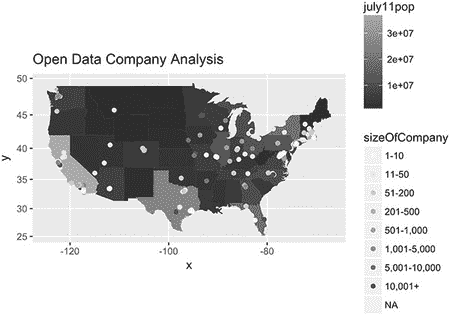 july11pop
3e+07
2e+07
1e+07
Open Data Company Analysis
50
45
40
35
30
25
y
-120
-100
-80
x
sizeOfCompany
1-10
11-50
51-200
201-500
501-1,000
1,001-5,000
5,001-10,000
10,001+
NA